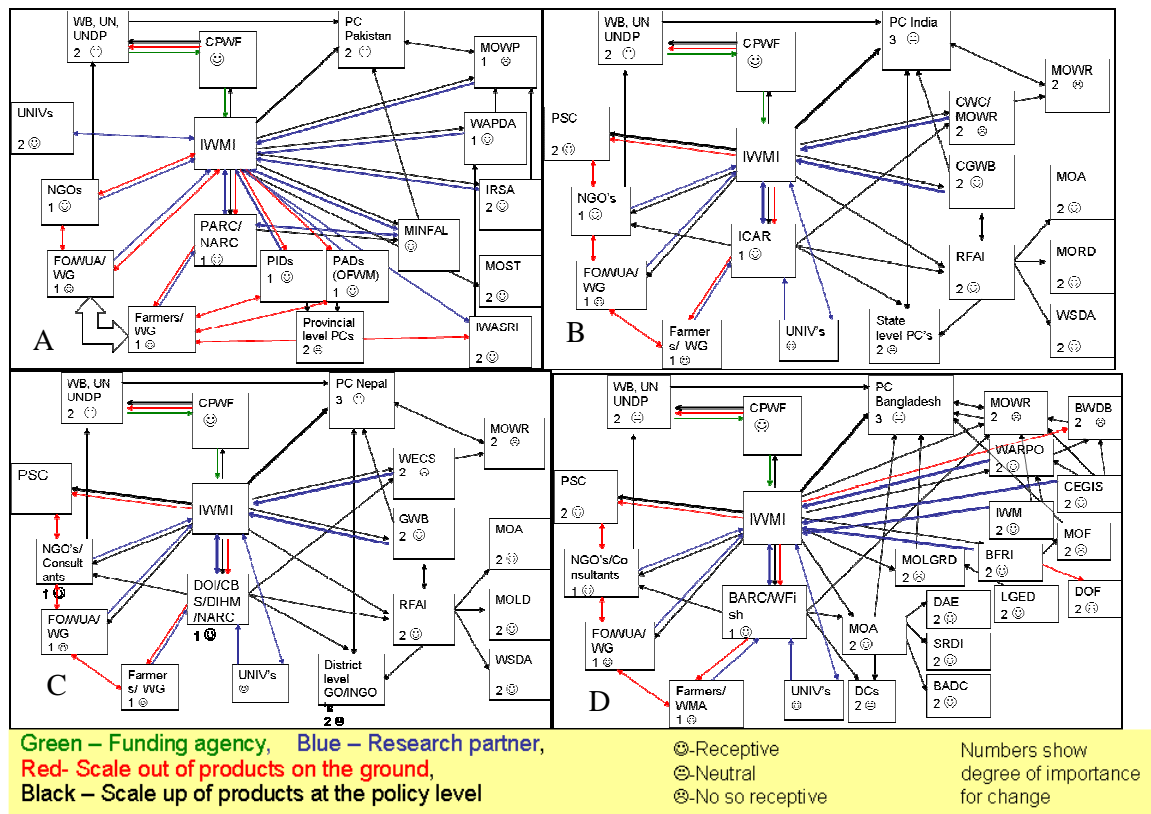 WB, UN,
UNDP
2
CPWF
PC
Pakistan
2
MOWP
1
UNIVs
2
IWMI
WAPDA
1
NGOs
1
PARC/
NARC
1
IRSA
2
MINFAL
FO/WUA/
WG
1
PIDs
1
PADs
(OFWM)
1
MOST
2
Farmers/
WG
1
Provincial
level PCs
2
IWASRI
2
A
WB, UN
UNDP
2
CPWF
PC India
3
MOWR
2
PSC
2
CWC/
MOWR
2
IWMI
CGWB
2
NGO's
1
MOA
2
ICAR
1
RFAI
2
MORD
2
FO/WUA/
WG
1
Farmer
s/ WG
1
UNIV's
State
level PC's
2
WSDA
2
B
WB, UN
UNDP
2
CPWF
PC Nepal
3
MOWR
2
PSC
WECS
2
IWMI
GWB
2
NGO's/
Consult
ants
1
MOA
2
DOI/CB
S/DIHM
/NARC
1
RFAI
2
MOLD
2
FO/WUA/
WG
1
Farmer
s/ WG
1
UNIV's
District
level
GO/INGO
2
WSDA
2
C
WB, UN
UNDP
2
CPWF
PC
Bangladesh
3
MOWR
2
BWDB
2
WARPO
2
PSC
2
CEGIS
2
IWMI
IWM
2
MOF
2
NGO's/Co
nsultants
1
MOLGRD
2
BFRI
2
BARC/WFi
sh
1
DAE
2
LGED
2
DOF
2
FO/WUA/
WG
1
MOA
2
SRDI
2
Farmers/
WMA
1
UNIV's
DCs
2
BADC
2
D
Green – Funding agency, Blue – Research partner,
Red- Scale out of products on the ground,
Black – Scale up of products at the policy level
-Receptive
-Neutral
-No so receptive
Numbers show
degree of importance
for change